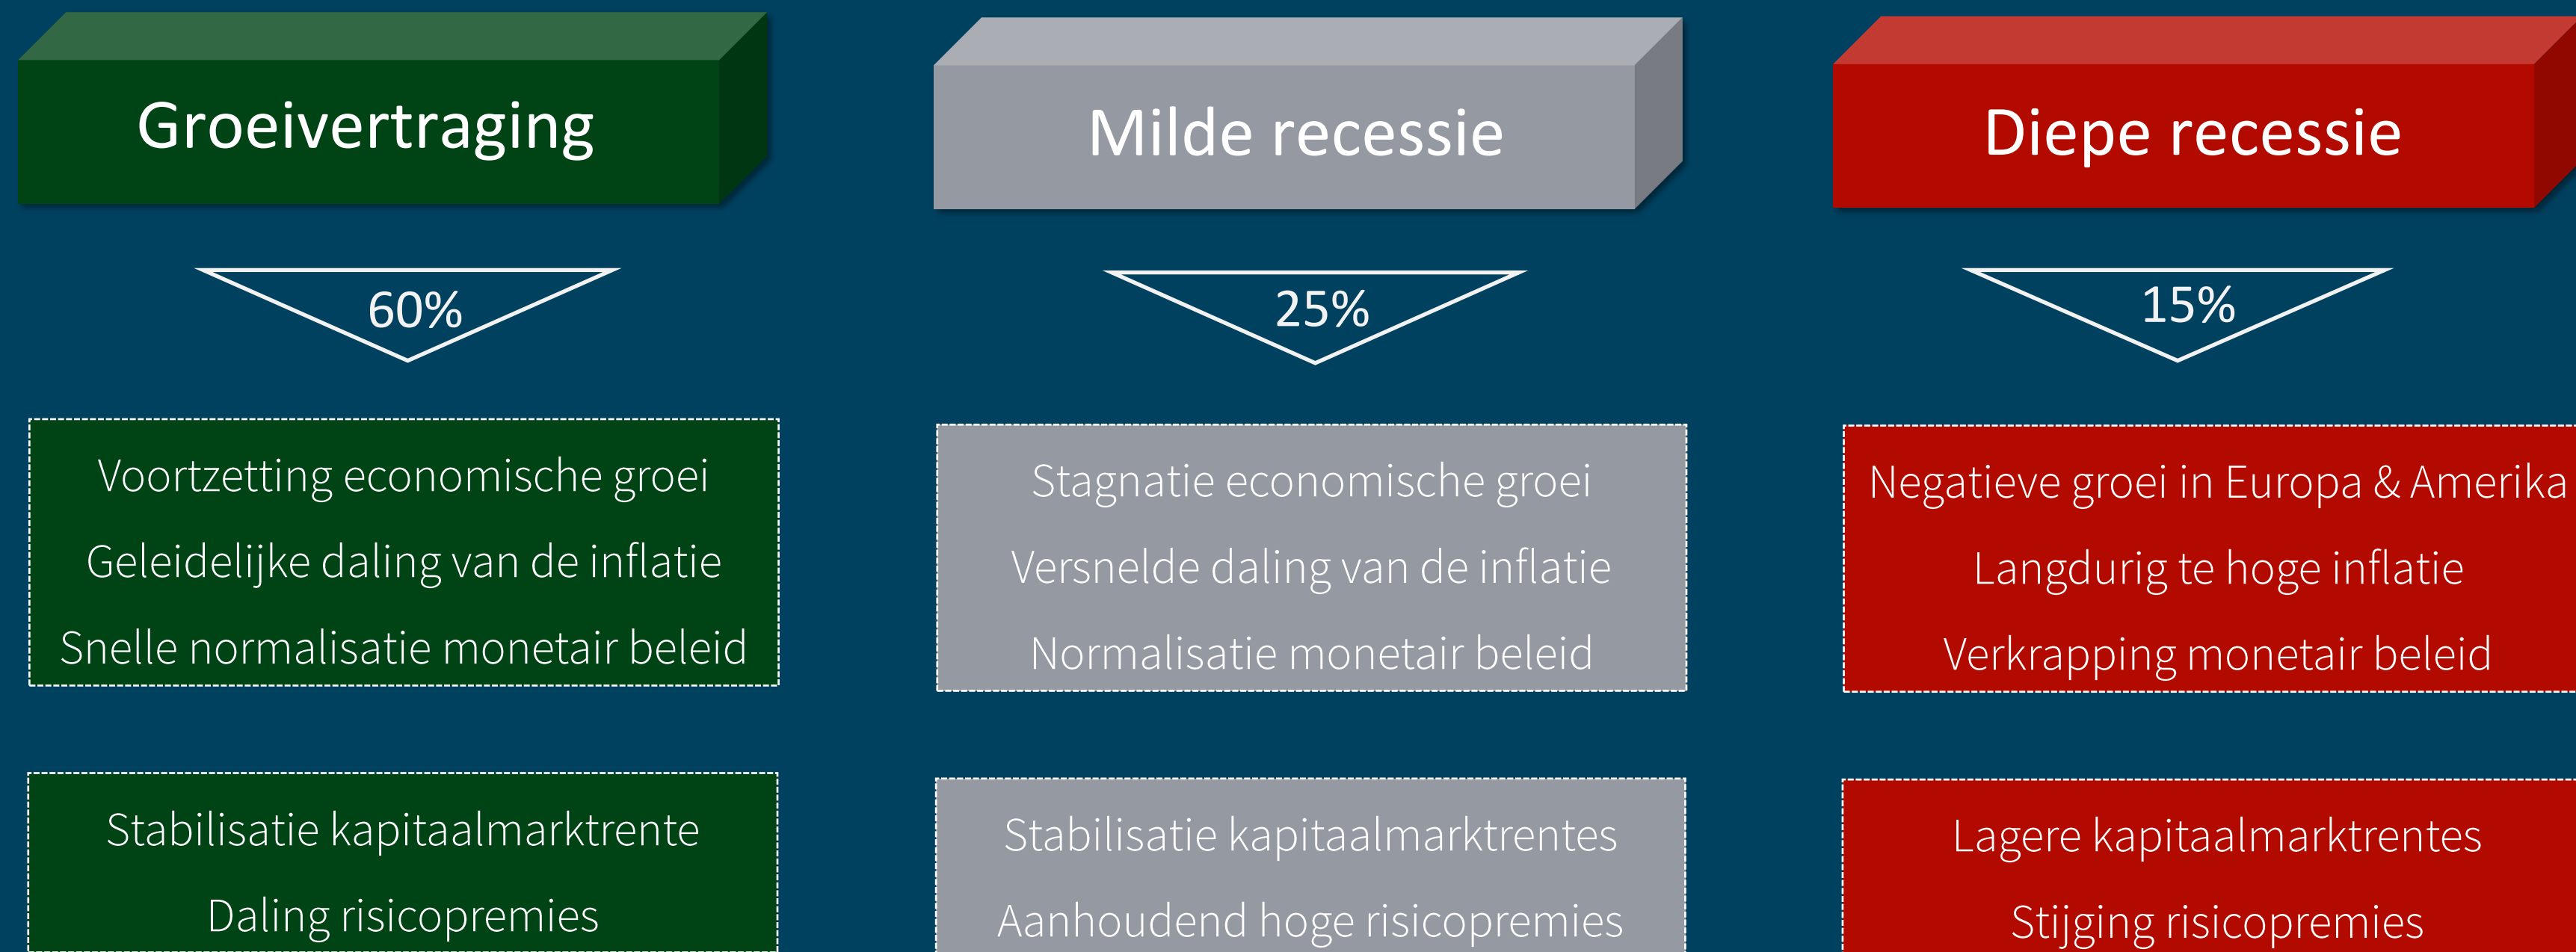 Groeivertraging
60%
Voortzetting economische groei
Geleidelijke daling van de inflatie
Snelle normalisatie monetair beleid
Stabilisatie kapitaalmarktrente
Daling risicopremies
Milde recessie
25%
Stagnatie economische groei
Versnelde daling van de inflatie
Normalisatie monetair beleid
Stabilisatie kapitaalmarktrentes
Aanhoudend hoge risicopremies
Diepe recessie
15%
Negatieve groei in Europa & Amerika
Langdurig te hoge inflatie
Verkrapping monetair beleid
Lagere kapitaalmarktrentes
Stijging risicopremies